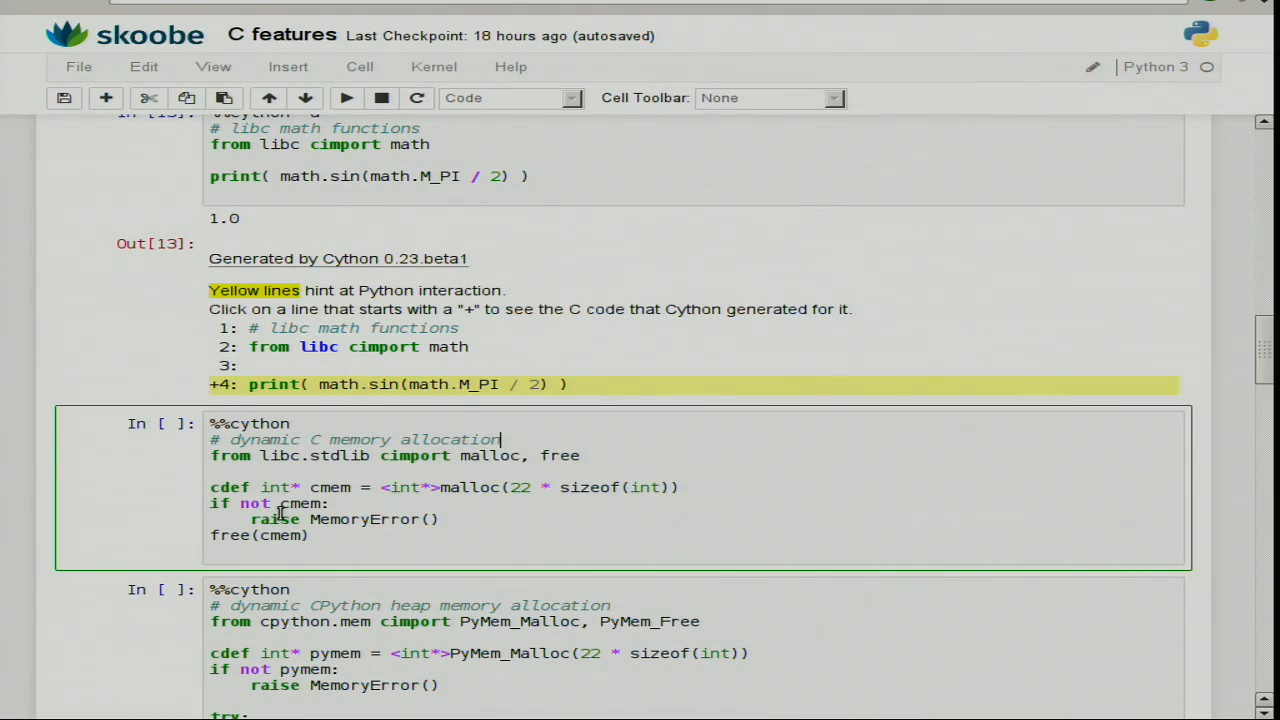 skoobe C features Last Checkpoint: 18 hours ago (autosaved)
File Edit View Insert Cell Kernel Help Python 3
Code Cell Toolbar: None
In [13]: %%cython -a
# libc math functions
from libc cimport math
print( math.sin(math.M_PI / 2) )
1.0
Out[13]:
Generated by Cython 0.23.beta1
Yellow lines hint at Python interaction.
Click on a line that starts with a "+" to see the C code that Cython generated for it.
1: # libc math functions
2: from libc cimport math
3:
+4: print( math.sin(math.M_PI / 2) )
In [ ]: %%cython
# dynamic C memory allocation
from libc.stdlib cimport malloc, free
cdef int* cmem = <int*>malloc(22 * sizeof(int))
if not cmem:
raise MemoryError()
free(cmem)
In [ ]: %%cython
# dynamic CPython heap memory allocation
from cpython.mem cimport PyMem_Malloc, PyMem_Free
cdef int* pymem = <int*>PyMem_Malloc(22 * sizeof(int))
if not pymem:
raise MemoryError()
try: